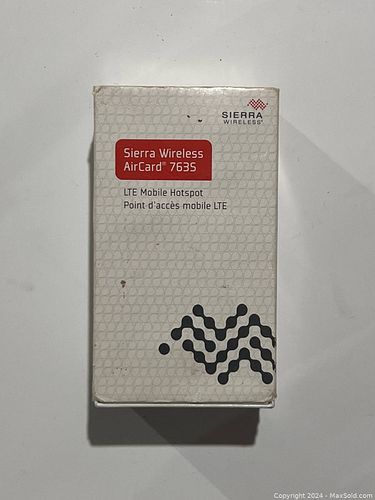 SIERRA
WIRELESS®
Sierra Wireless
AirCard® 763S
LTE Mobile Hotspot
Point d'accès mobile LTE
Copyright 2024 - MaxSold.com